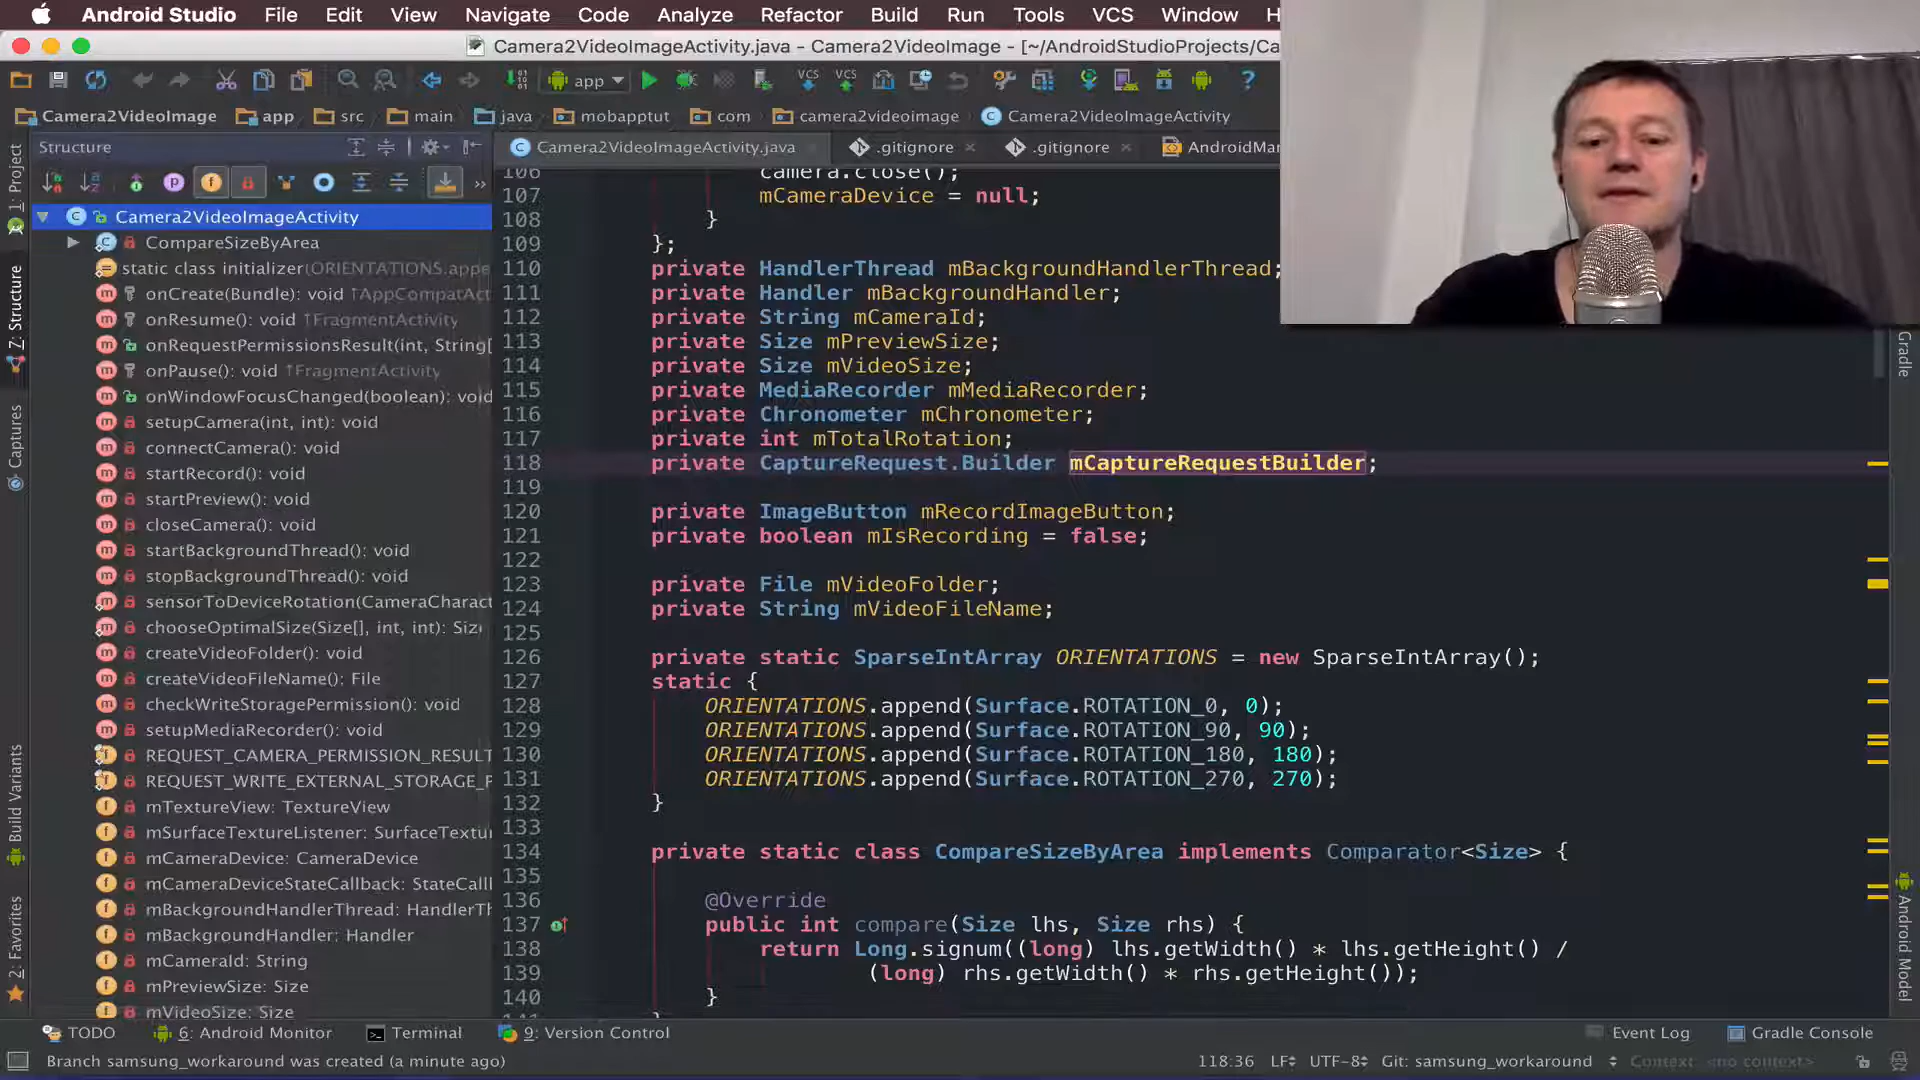 Android Studio File Edit View Navigate Code Analyze Refactor Build Run Tools VCS Window H
Camera2VideoImageActivity.java - Camera2VideoImage - [~/AndroidStudioProjects/Ca
app VCS VCS ?
Camera2VideoImage app src main java mobapptut com camera2videoimage Camera2VideoImageActivity
1: Project
Z: Structure
Captures
Build Variants
2: Favorites
Structure
Camera2VideoImageActivity
CompareSizeByArea
static class initializer(ORIENTATIONS.appe
onCreate(Bundle): void ↑AppCompatAct
onResume(): void ↑FragmentActivity
onRequestPermissionsResult(int, String[
onPause(): void ↑FragmentActivity
onWindowFocusChanged(boolean): void
setupCamera(int, int): void
connectCamera(): void
startRecord(): void
startPreview(): void
closeCamera(): void
startBackgroundThread(): void
stopBackgroundThread(): void
sensorToDeviceRotation(CameraCharact
chooseOptimalSize(Size[], int, int): Siz
createVideoFolder(): void
createVideoFileName(): File
checkWriteStoragePermission(): void
setupMediaRecorder(): void
REQUEST_CAMERA_PERMISSION_RESULT
REQUEST_WRITE_EXTERNAL_STORAGE_P
mTextureView: TextureView
mSurfaceTextureListener: SurfaceTextu
mCameraDevice: CameraDevice
mCameraDeviceStateCallback: StateCall
mBackgroundHandlerThread: HandlerTh
mBackgroundHandler: Handler
mCameraId: String
mPreviewSize: Size
mVideoSize: Size
Camera2VideoImageActivity.java .gitignore .gitignore AndroidMan
106 camera.close();
107 mCameraDevice = null;
108 }
109 };
110 private HandlerThread mBackgroundHandlerThread;
111 private Handler mBackgroundHandler;
112 private String mCameraId;
113 private Size mPreviewSize;
114 private Size mVideoSize;
115 private MediaRecorder mMediaRecorder;
116 private Chronometer mChronometer;
117 private int mTotalRotation;
118 private CaptureRequest.Builder mCaptureRequestBuilder;
119
120 private ImageButton mRecordImageButton;
121 private boolean mIsRecording = false;
122
123 private File mVideoFolder;
124 private String mVideoFileName;
125
126 private static SparseIntArray ORIENTATIONS = new SparseIntArray();
127 static {
128 ORIENTATIONS.append(Surface.ROTATION_0, 0);
129 ORIENTATIONS.append(Surface.ROTATION_90, 90);
130 ORIENTATIONS.append(Surface.ROTATION_180, 180);
131 ORIENTATIONS.append(Surface.ROTATION_270, 270);
132 }
133
134 private static class CompareSizeByArea implements Comparator<Size> {
135
136 @Override
137 public int compare(Size lhs, Size rhs) {
138 return Long.signum((long) lhs.getWidth() * lhs.getHeight() /
139 (long) rhs.getWidth() * rhs.getHeight());
140 }
Gradle
Android Model
TODO 6: Android Monitor Terminal 9: Version Control Event Log Gradle Console
Branch samsung_workaround was created (a minute ago) 118:36 LF UTF-8 Git: samsung_workaround Context: <no context>